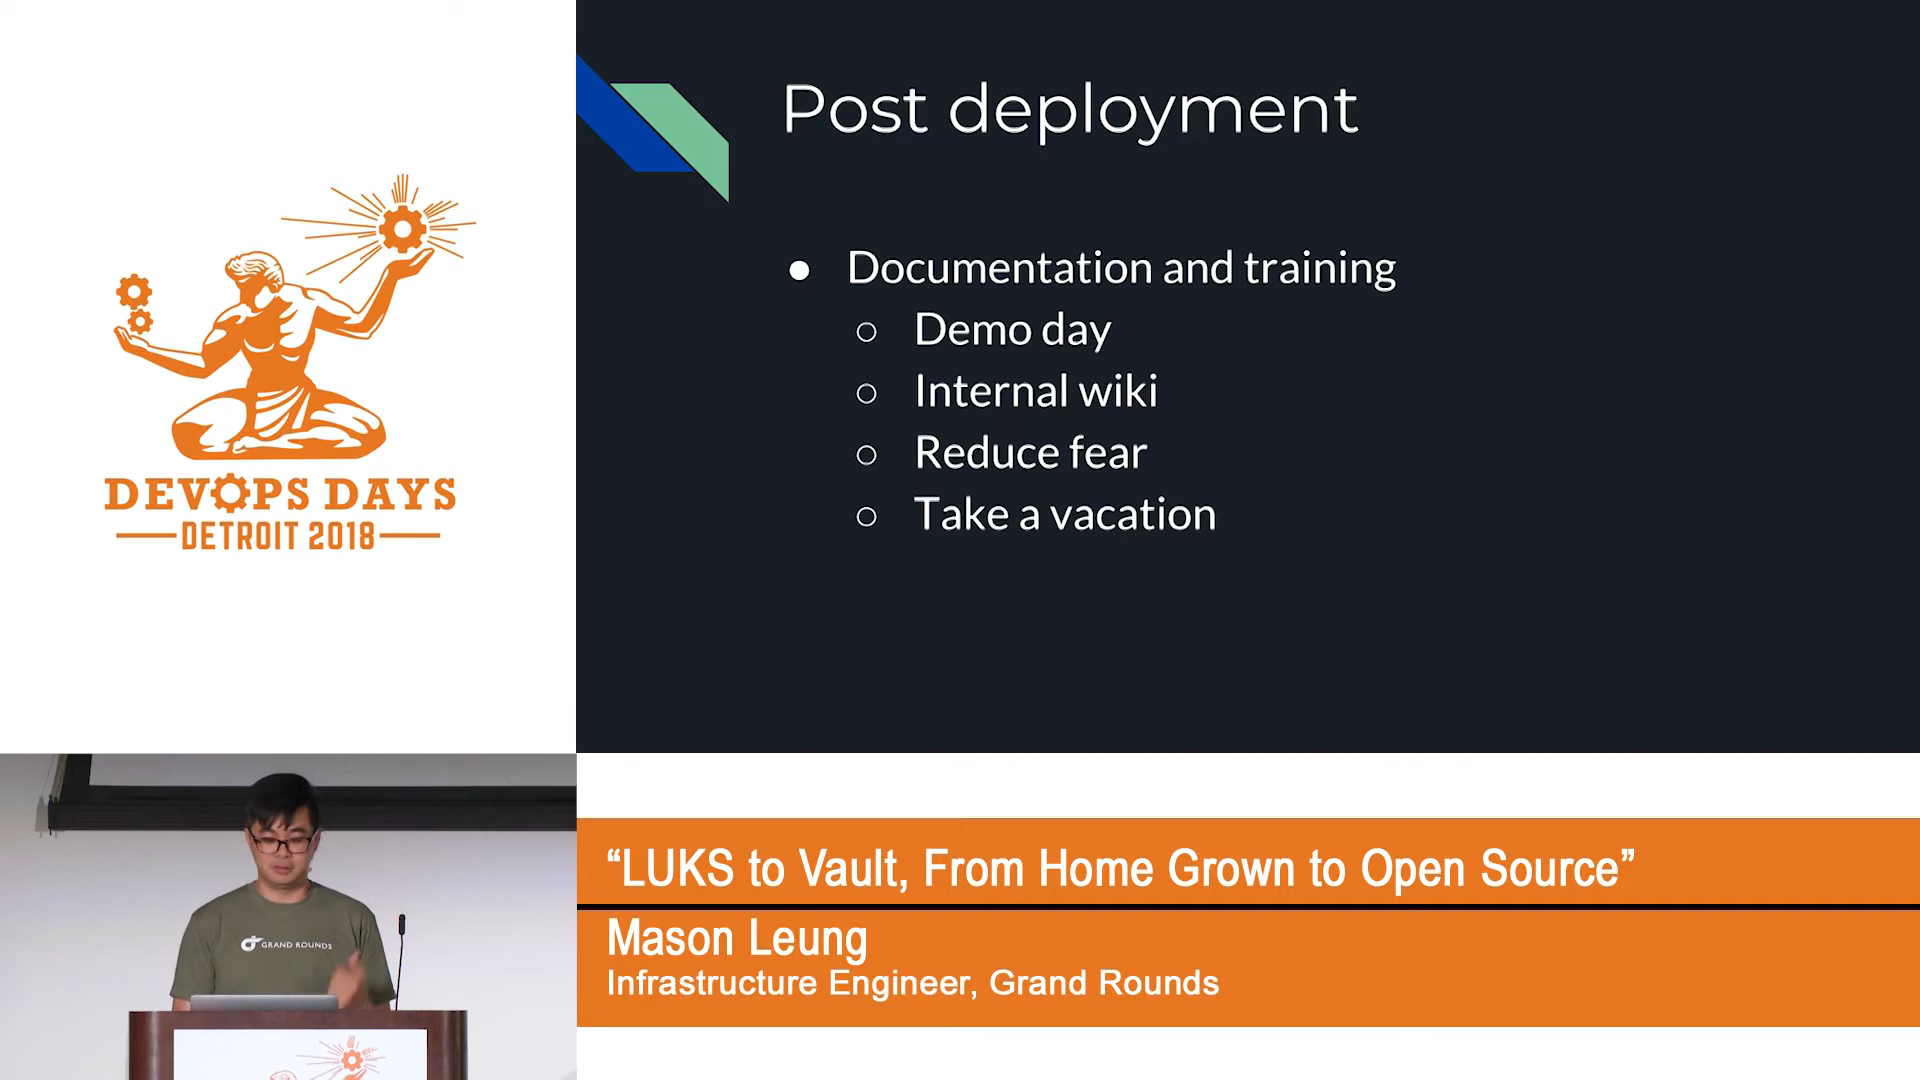 Post deployment
● Documentation and training
○ Demo day
○ Internal wiki
○ Reduce fear
○ Take a vacation
DEVOPS DAYS
DETROIT 2018
GRAND ROUNDS
“LUKS to Vault, From Home Grown to Open Source”
Mason Leung
Infrastructure Engineer, Grand Rounds